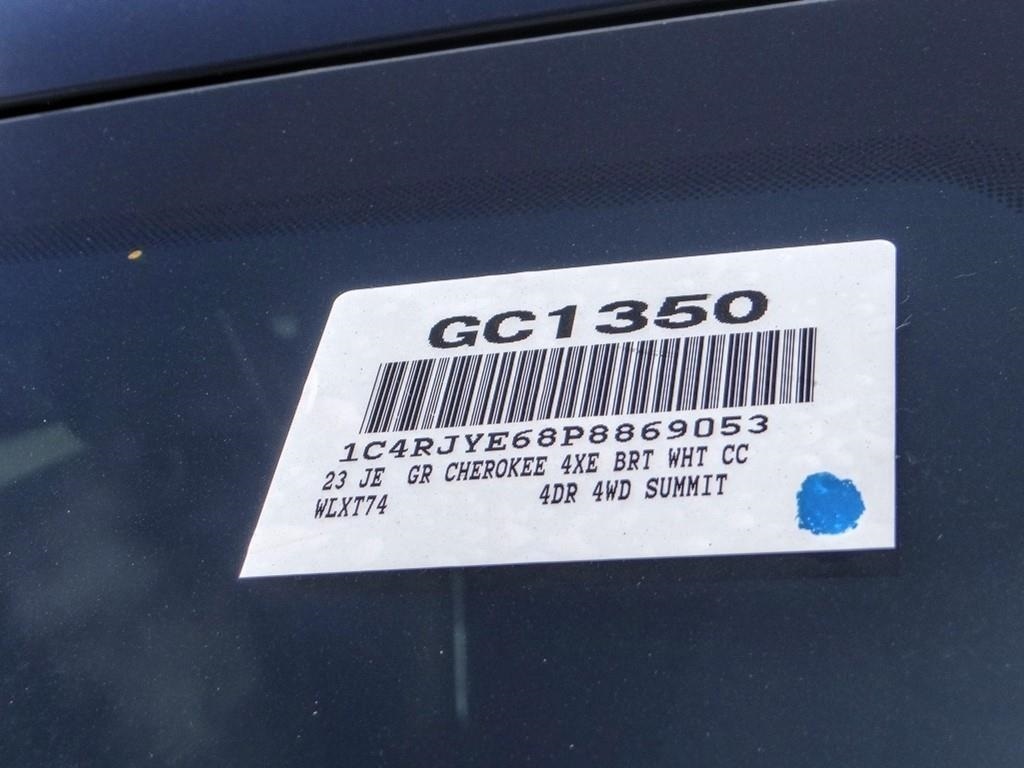 GC1350
1C4RJYE68P8869053
23 JE GR CHEROKEE 4XE BRT WHT CC
WLXT74 4DR 4WD SUMMIT